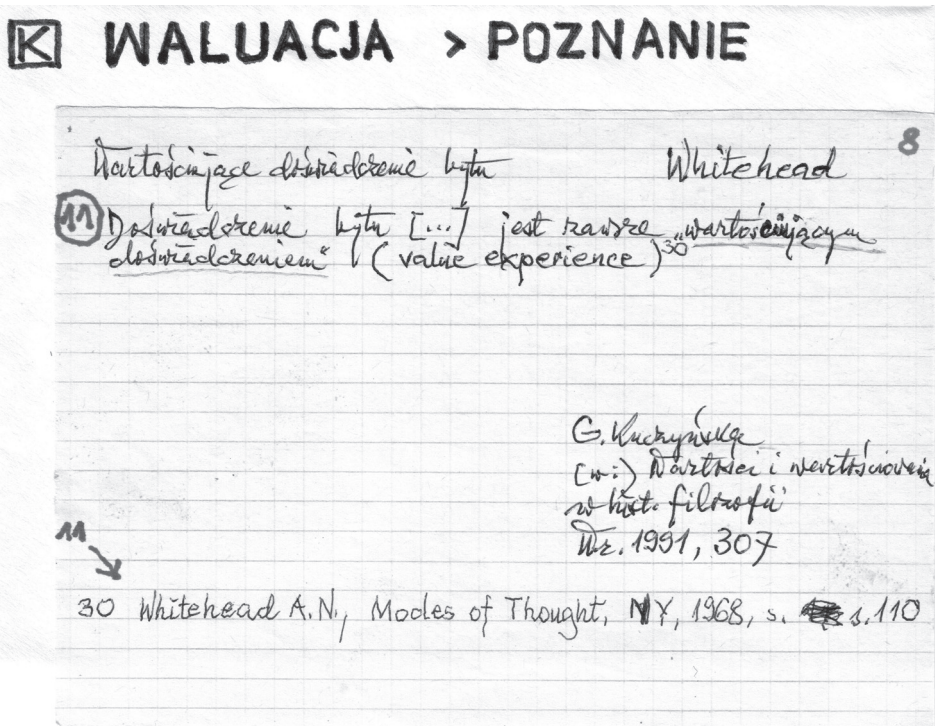 K WALUACJA > POZNANIE
8
Wartościujące doświadczenie bytu Whitehead
11 Doświadczenie bytu [...] jest zawsze „wartościującym
doświadczeniem" (value experience)30
G. Kuczyńska
(w:) Wartości i wartościowania
w hist. filozofii
Wr. 1991, 307
11
30 Whitehead A.N., Modes of Thought, NY, 1968, s. s. 110